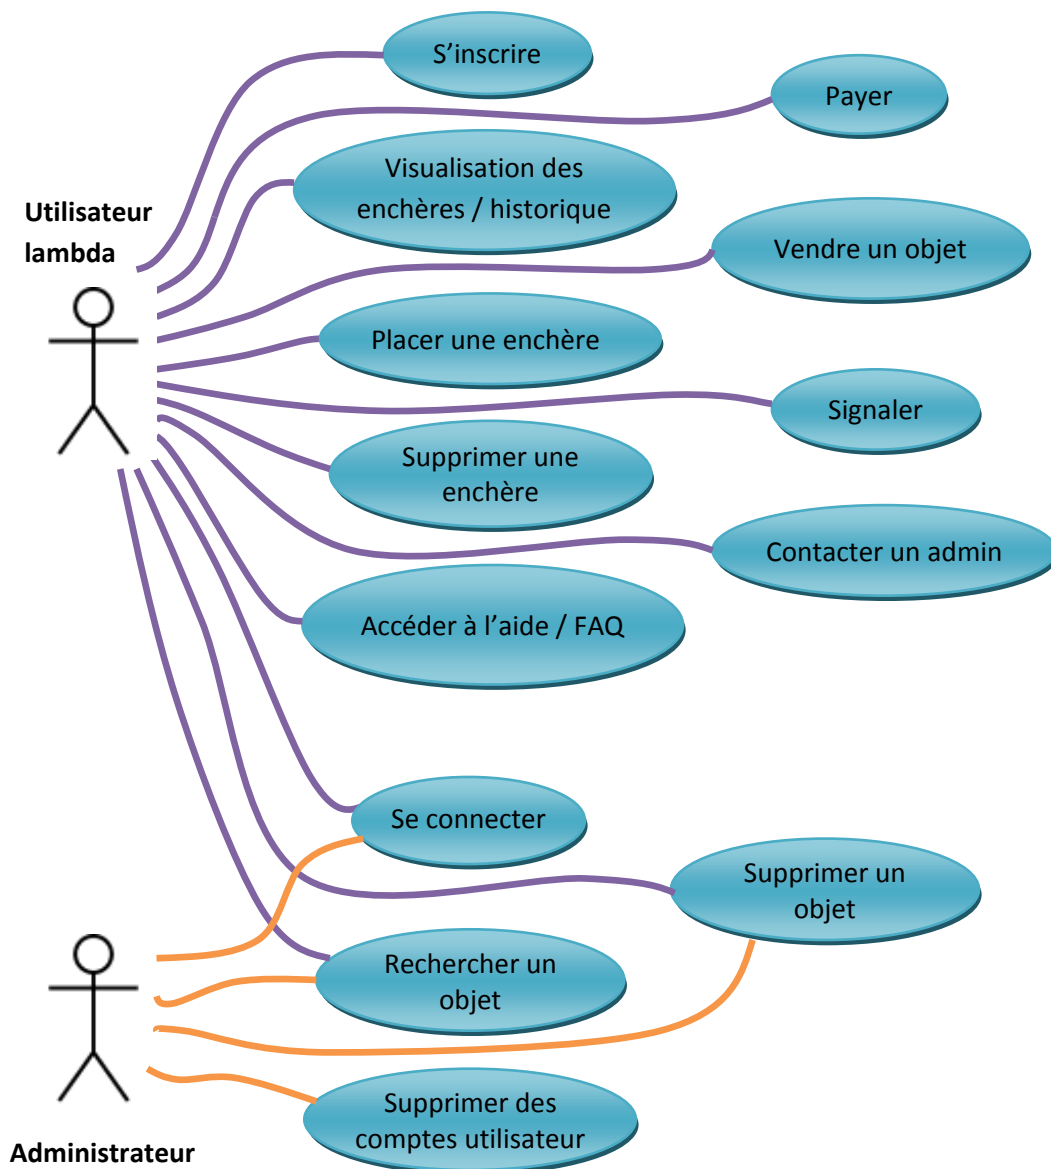 S’inscrire
Payer
Visualisation des
enchères / historique
Utilisateur
lambda
Vendre un objet
Placer une enchère
Signaler
Supprimer une
enchère
Contacter un admin
Accéder à l’aide / FAQ
Se connecter
Supprimer un
objet
Rechercher un
objet
Supprimer des
comptes utilisateur
Administrateur